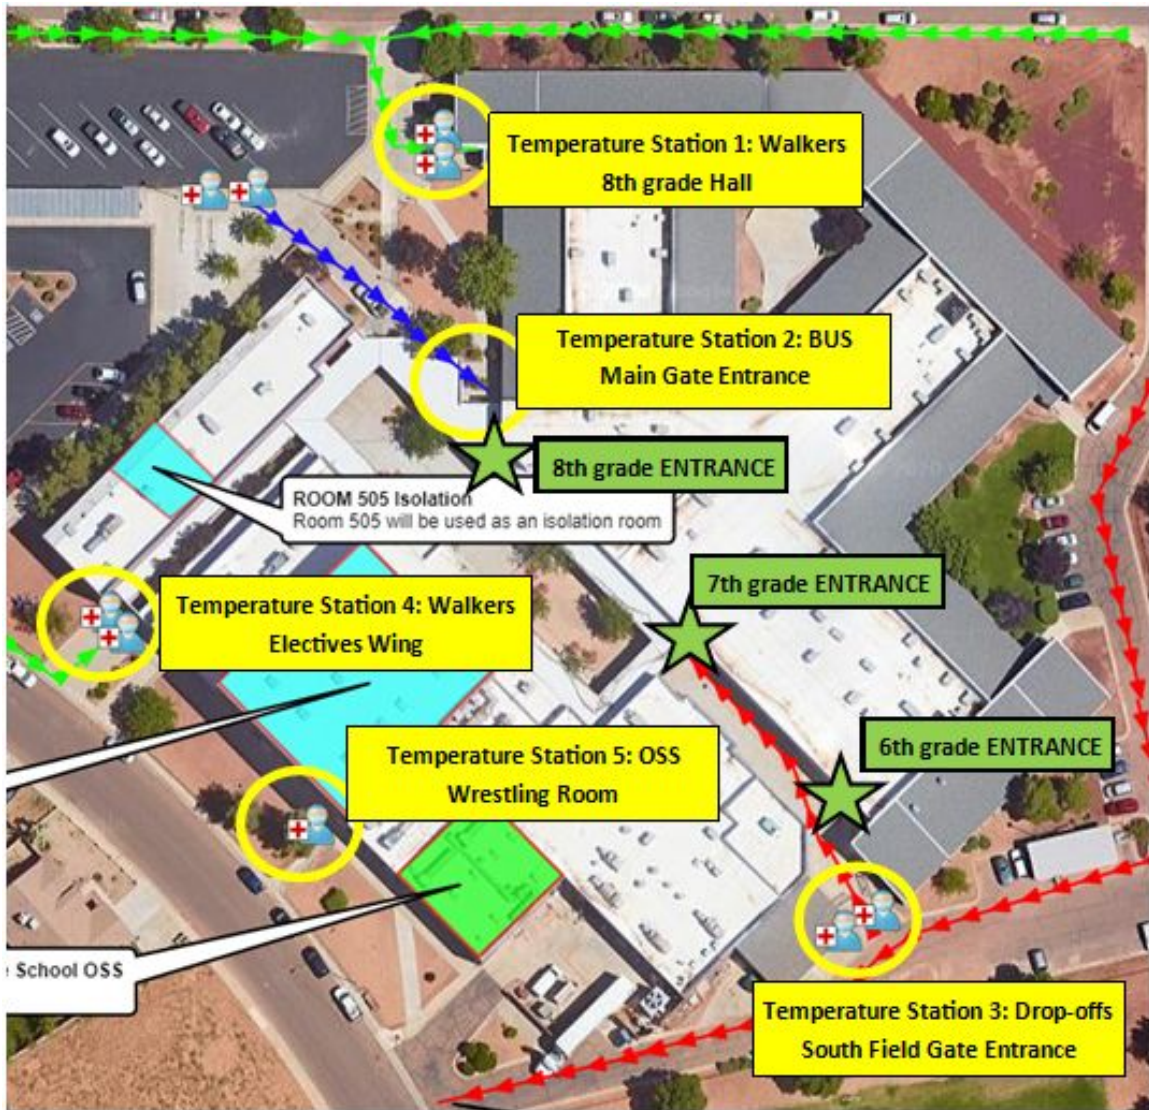 Temperature Station 1: Walkers
8th grade Hall
Temperature Station 2: BUS
Main Gate Entrance
8th grade ENTRANCE
ROOM 505 Isolation
Room 505 will be used as an isolation room
7th grade ENTRANCE
Temperature Station 4: Walkers
Electives Wing
6th grade ENTRANCE
Temperature Station 5: OSS
Wrestling Room
School OSS
Temperature Station 3: Drop-offs
South Field Gate Entrance